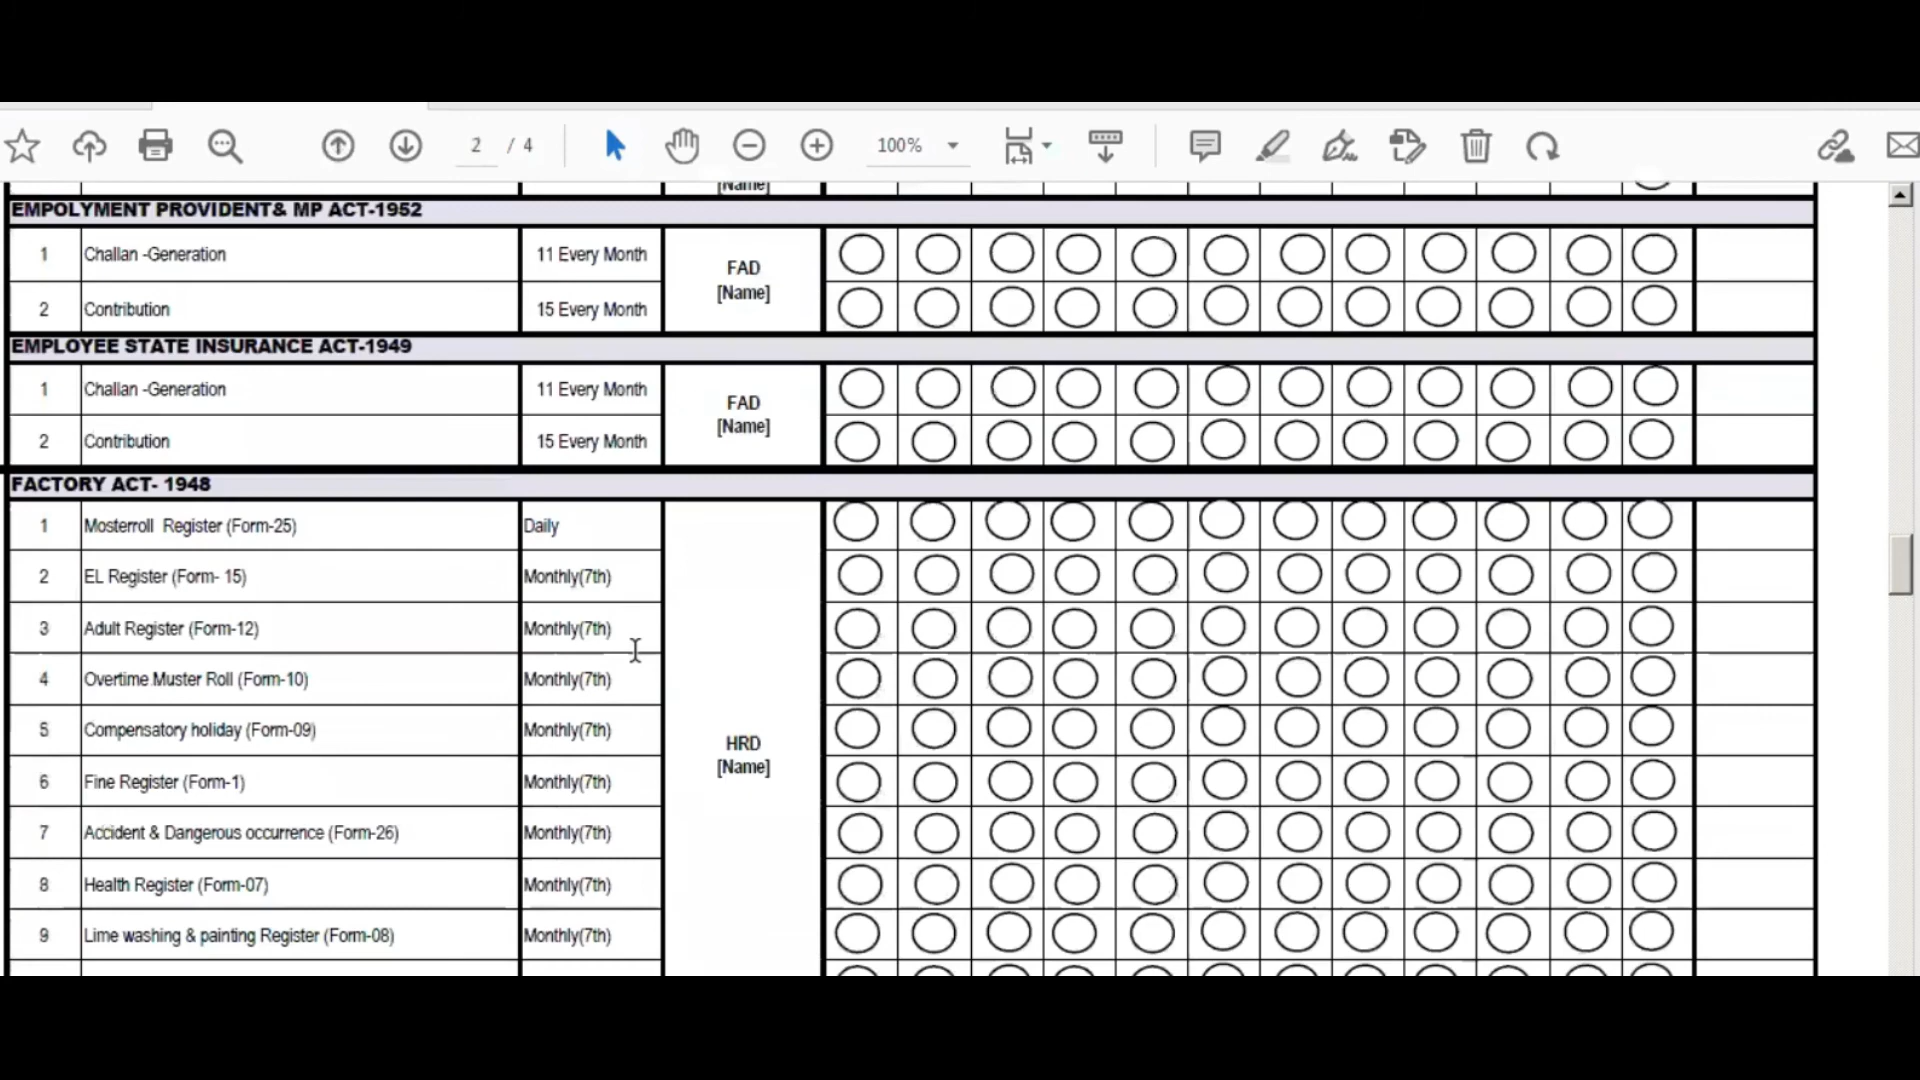 2 / 4 100%
[Name]
EMPOLYMENT PROVIDENT& MP ACT-1952
1 Challan -Generation 11 Every Month
FAD
[Name]
2 Contribution 15 Every Month
EMPLOYEE STATE INSURANCE ACT-1949
1 Challan -Generation 11 Every Month
FAD
[Name]
2 Contribution 15 Every Month
FACTORY ACT- 1948
1 Mosterroll Register (Form-25) Daily
2 EL Register (Form- 15) Monthly(7th)
3 Adult Register (Form-12) Monthly(7th)
4 Overtime Muster Roll (Form-10) Monthly(7th)
5 Compensatory holiday (Form-09) Monthly(7th)
HRD
[Name]
6 Fine Register (Form-1) Monthly(7th)
7 Accident & Dangerous occurrence (Form-26) Monthly(7th)
8 Health Register (Form-07) Monthly(7th)
9 Lime washing & painting Register (Form-08) Monthly(7th)